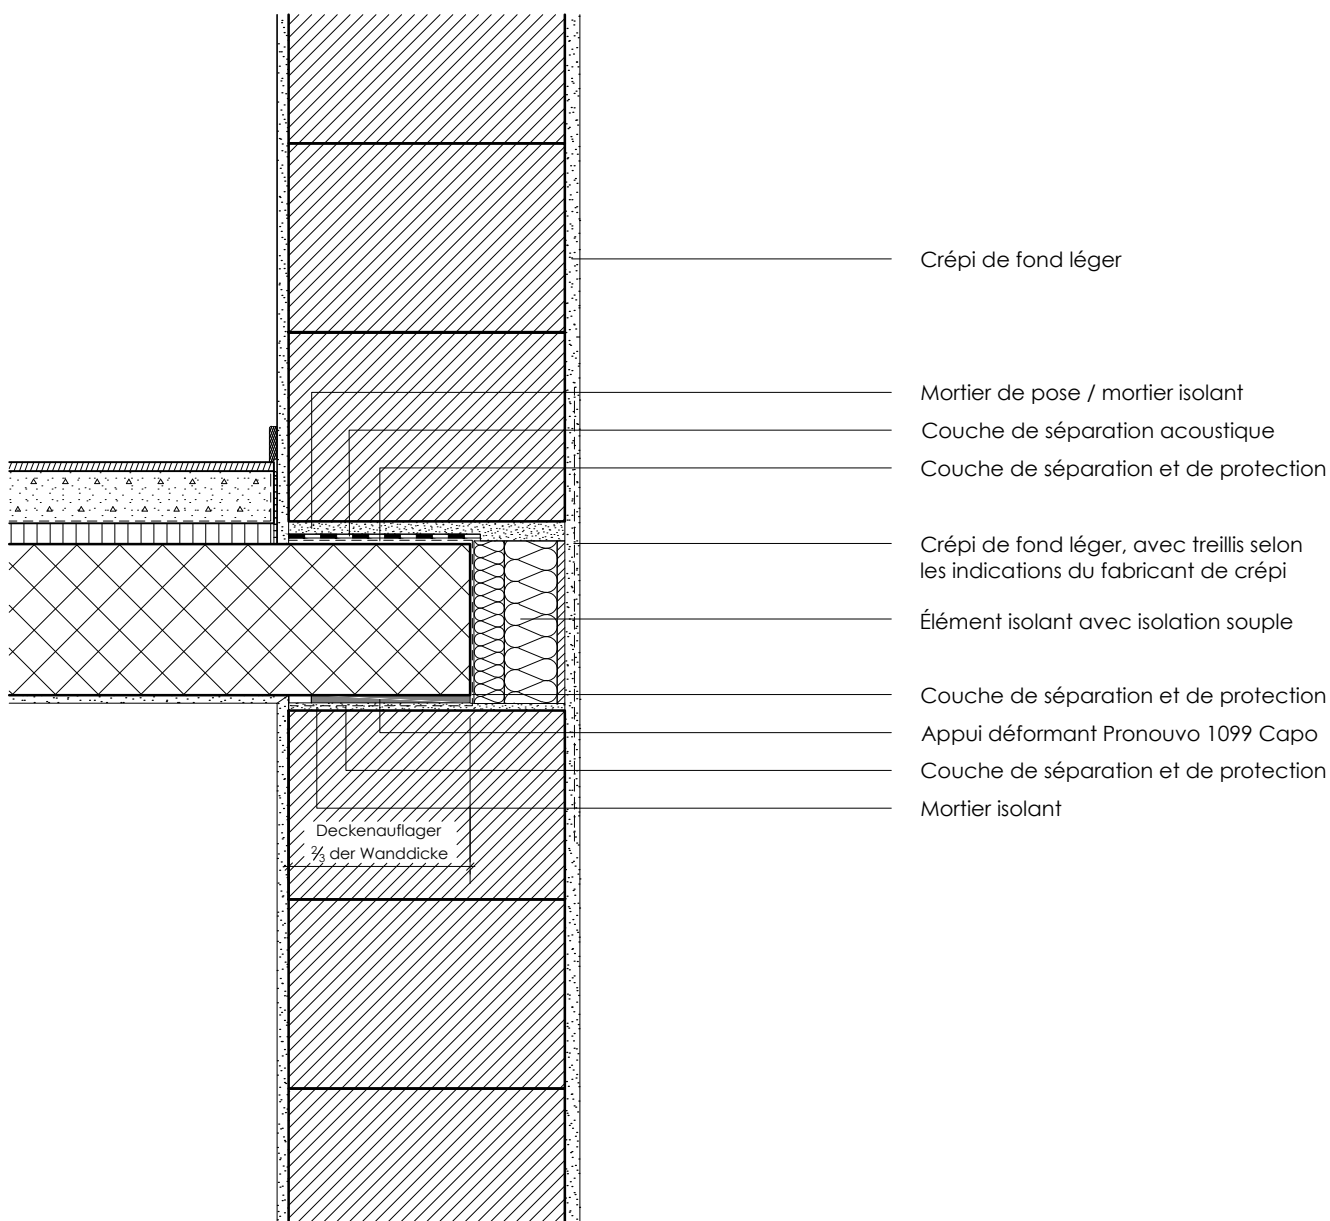 Crépi de fond léger
Mortier de pose / mortier isolant
Couche de séparation acoustique
Couche de séparation et de protection
Crépi de fond léger, avec treillis selon
les indications du fabricant de crépi
Élément isolant avec isolation souple
Couche de séparation et de protection
Appui déformant Pronouvo 1099 Capo
Couche de séparation et de protection
Mortier isolant
Deckenauflager
⅔ der Wanddicke